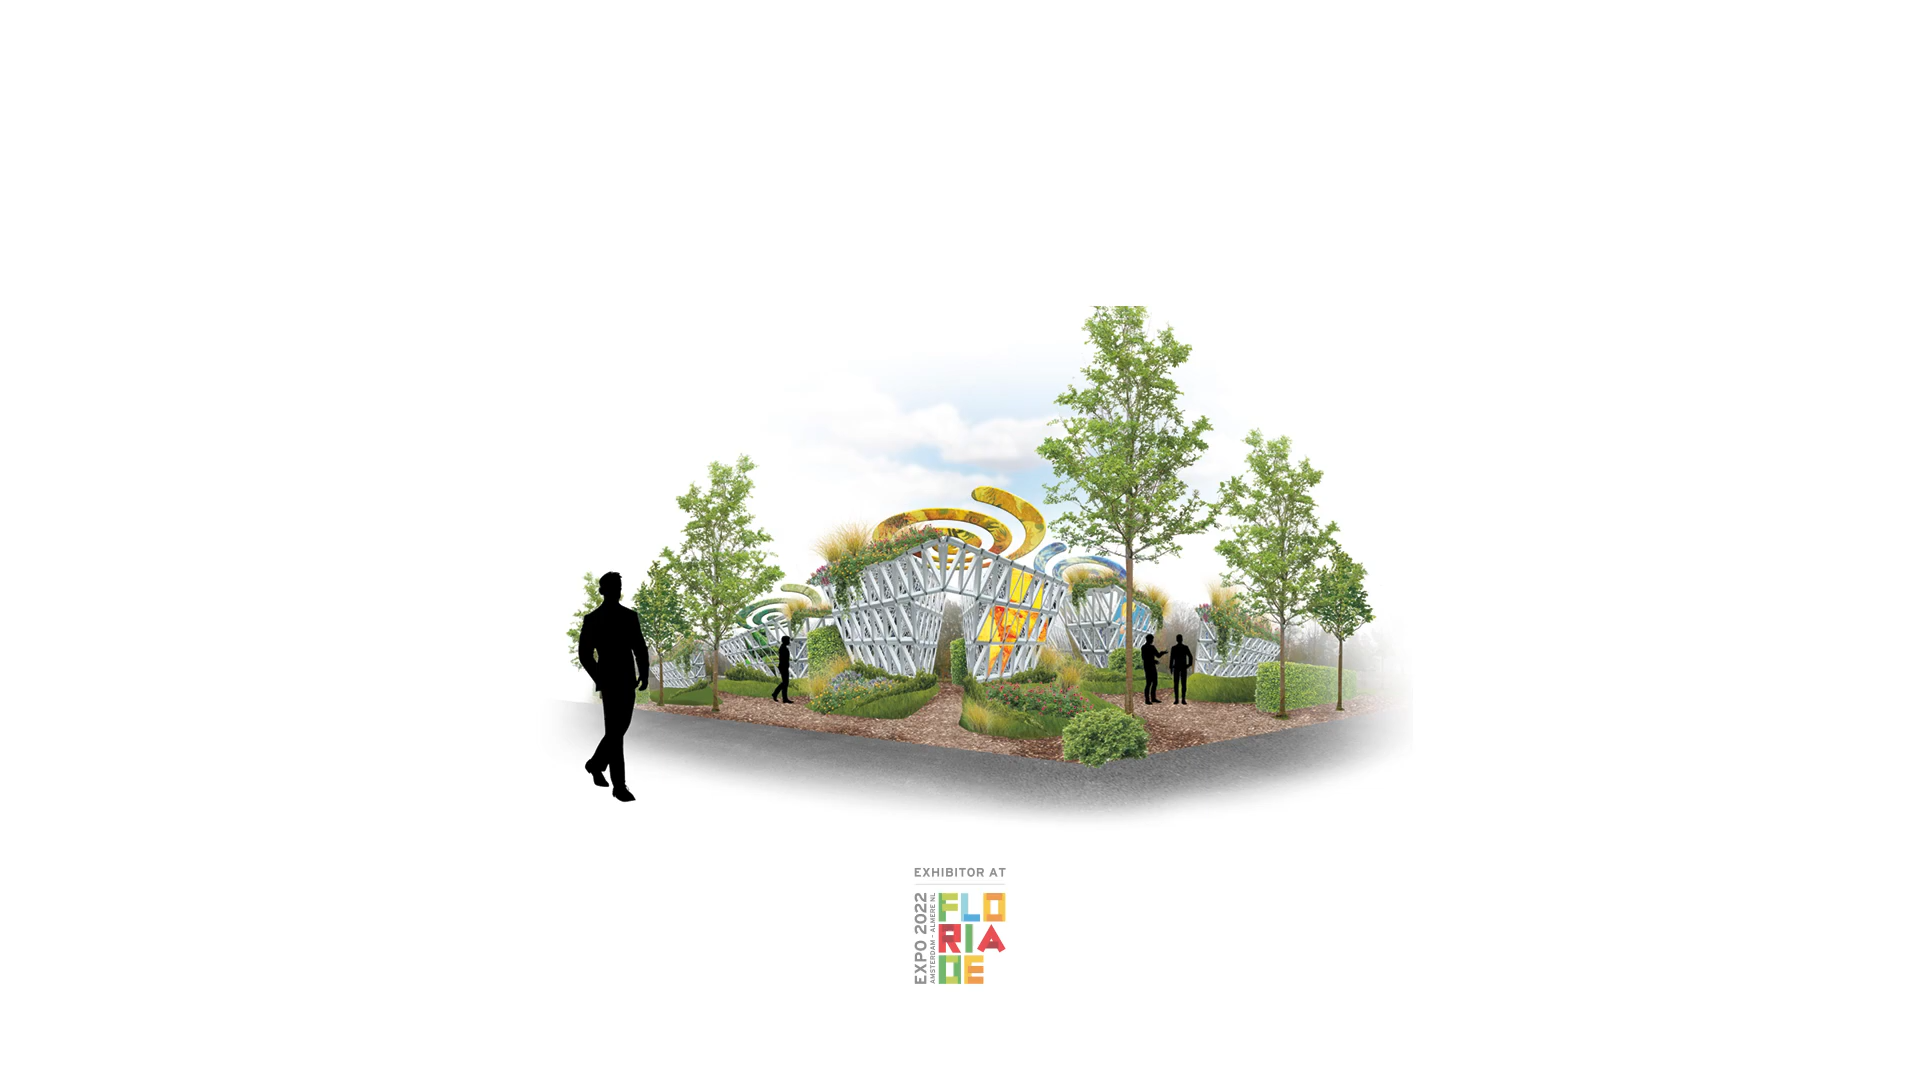 EXHIBITOR AT
EXPO 2022
AMSTERDAM - ALMERE NL
FLO
RIA
DE